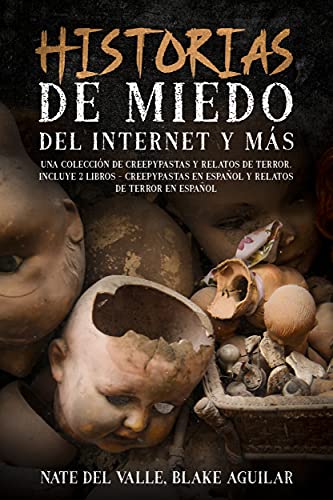 HISTORIAS
DE MIEDO
DEL INTERNET Y MÁS
UNA COLECCIÓN DE CREEPYPASTAS Y RELATOS DE TERROR.
INCLUYE 2 LIBROS - CREEPYPASTAS EN ESPAÑOL Y RELATOS
DE TERROR EN ESPAÑOL
NATE DEL VALLE, BLAKE AGUILAR